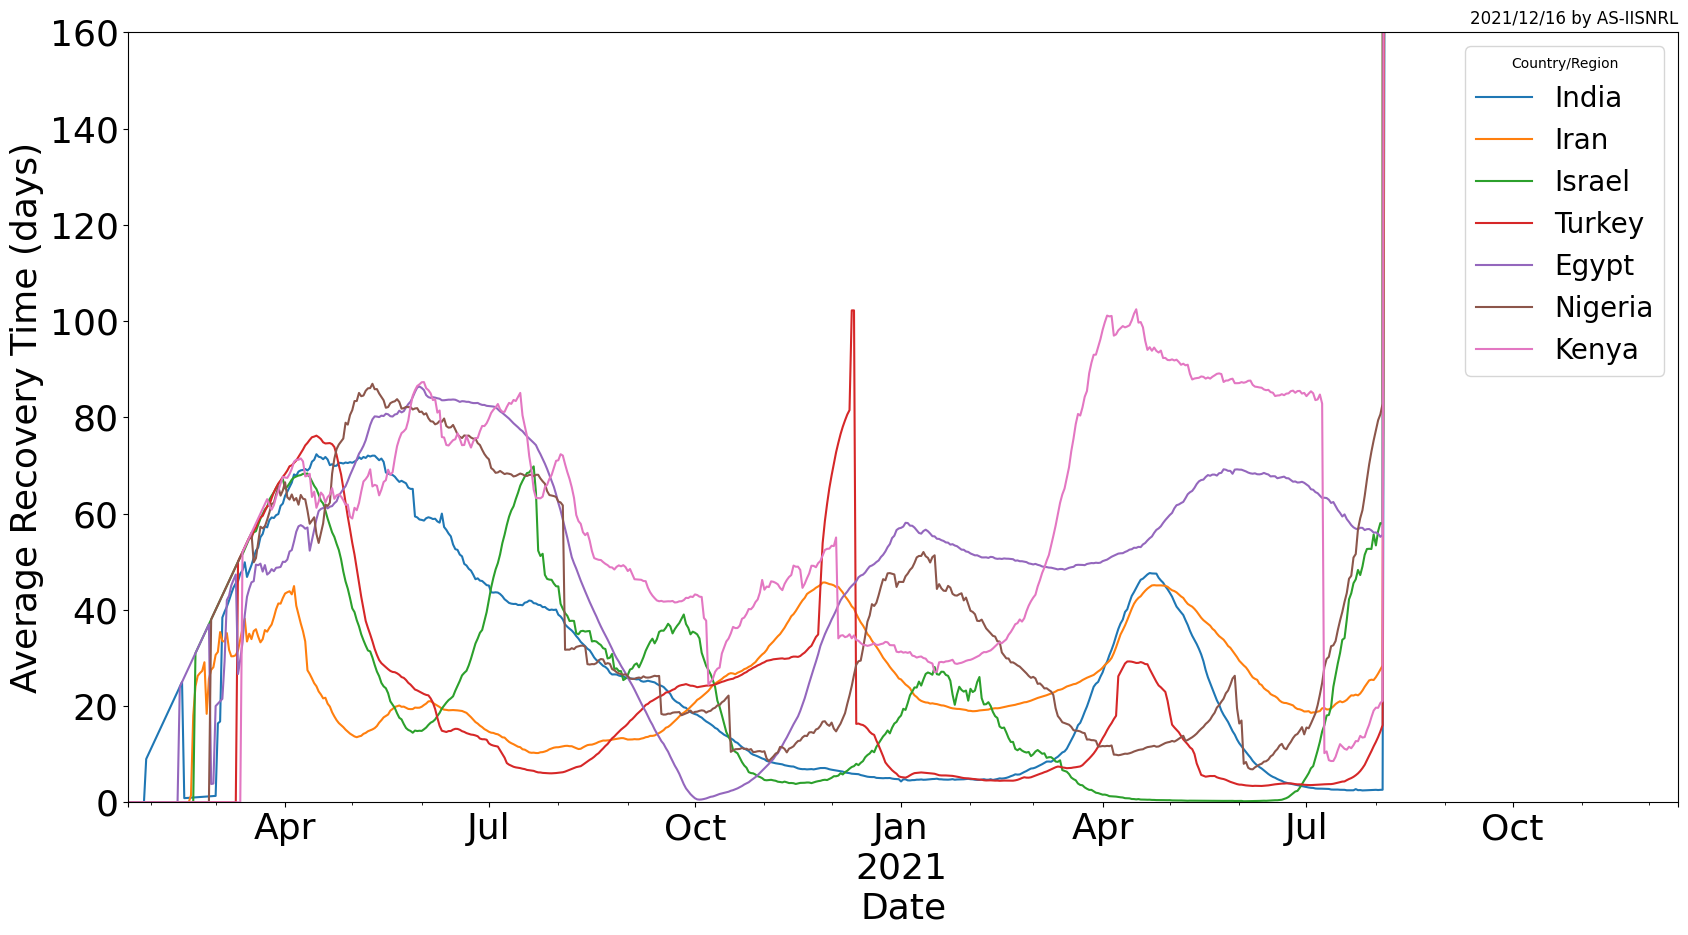 2021/12/16 by AS-IISNRL
160
140
120
100
80
60
40
20
0
Average Recovery Time (days)
Country/Region
India
Iran
Israel
Turkey
Egypt
Nigeria
Kenya
Apr Jul Oct Jan Apr Jul Oct
2021
Date